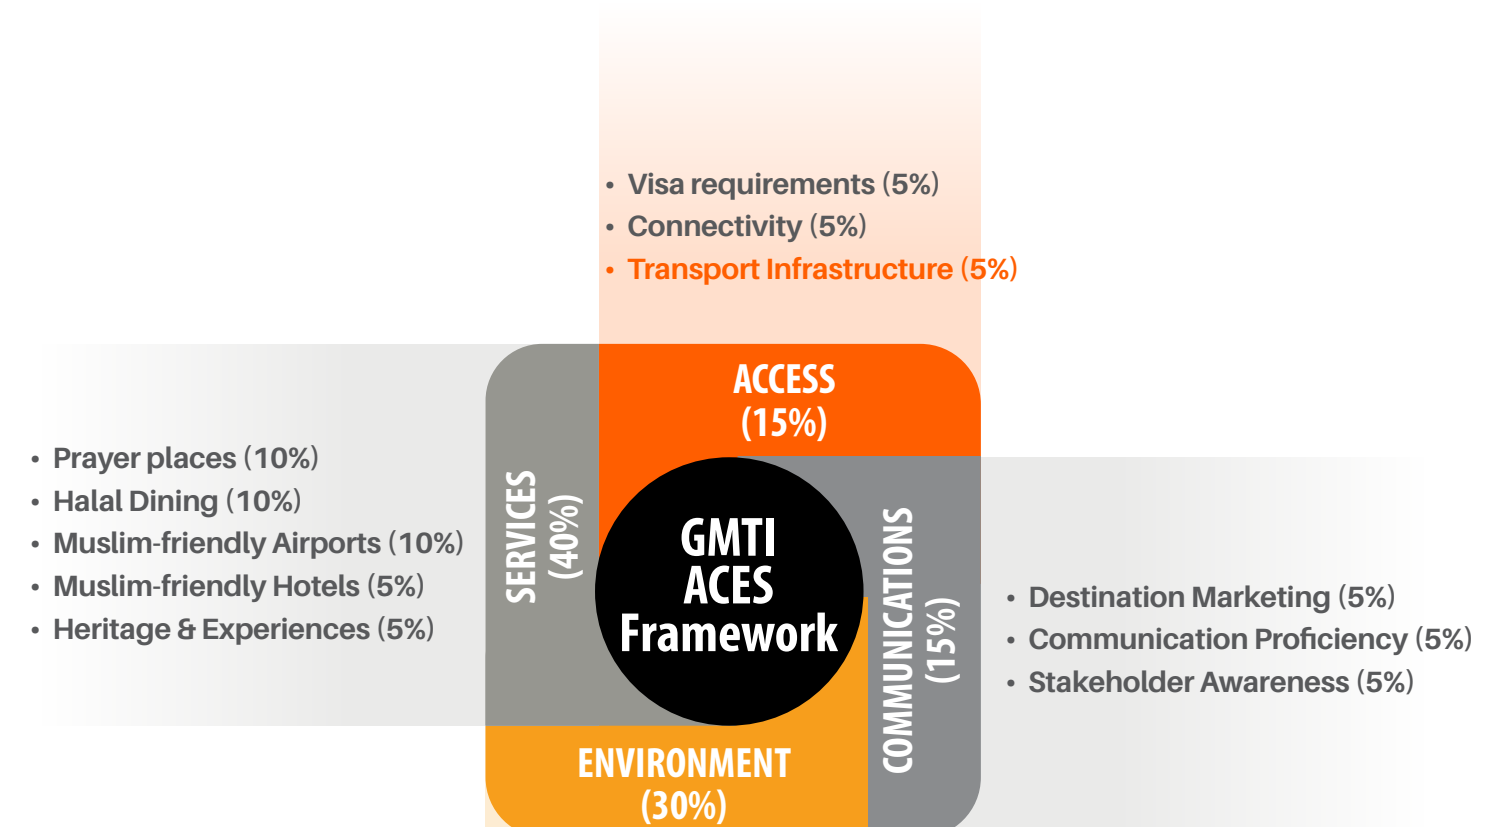 • Visa requirements (5%)
• Connectivity (5%)
• Transport Infrastructure (5%)
ACCESS
(15%)
• Prayer places (10%)
• Halal Dining (10%)
• Muslim-friendly Airports (10%)
• Muslim-friendly Hotels (5%)
• Heritage & Experiences (5%)
SERVICES
(40%)
GMTI
ACES
Framework
COMMUNICATIONS
(15%)
• Destination Marketing (5%)
• Communication Proficiency (5%)
• Stakeholder Awareness (5%)
ENVIRONMENT
(30%)